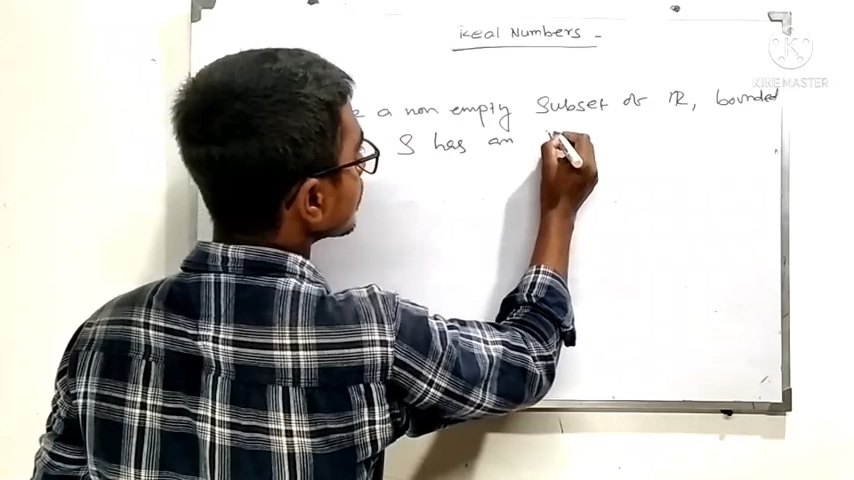 Real Numbers -
a non empty Subset of R, bounded
S has an
KINEMASTER